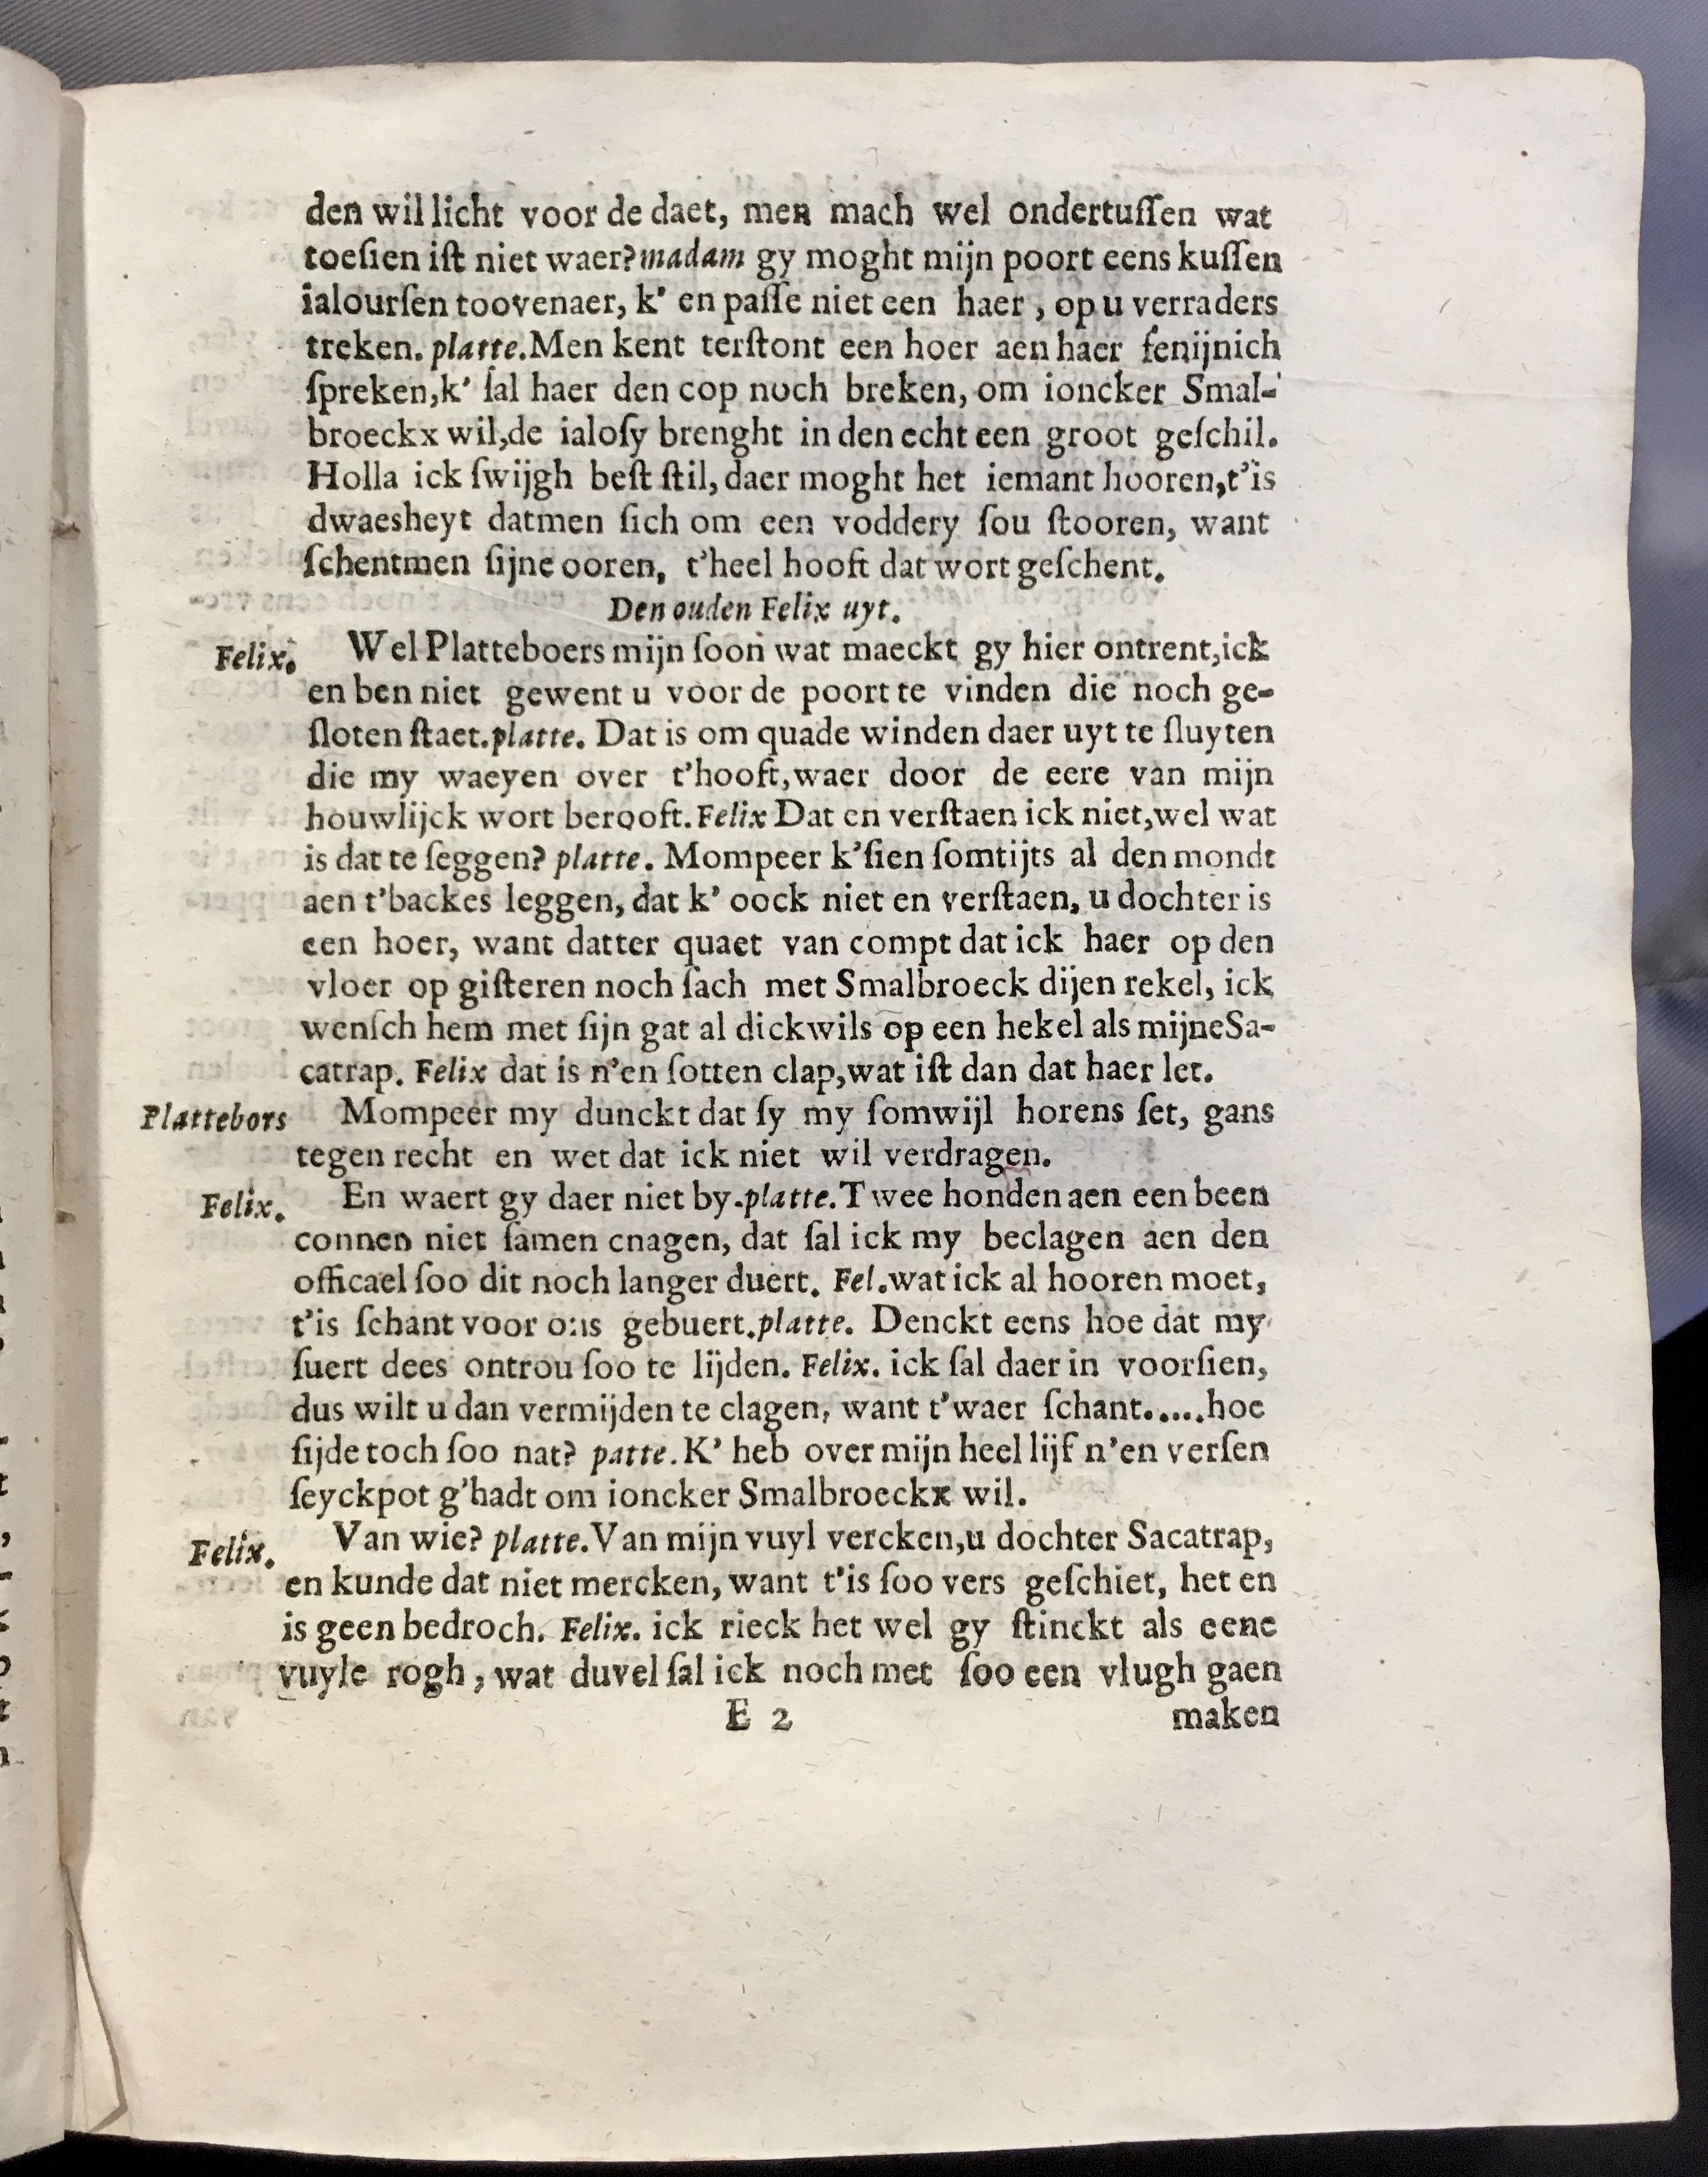 den wil licht voor de daet, men mach wel ondertuſſen wat
toeſien iſt niet waer? madam gy moght mijn poort eens kuſſen
ialourſen toovenaer, k' en paſſe niet een haer, op u verraders
treken. platte. Men kent terſtont een hoer aen haer fenijnich
ſpreken, k' ſal haer den cop noch breken, om ioncker Smal-
broeckx wil, de ialoſy brenght in den echt een groot geſchil.
Holla ick ſwijgh beſt ſtil, daer moght het iemant hooren, t'is
dwaesheyt datmen ſich om een voddery ſou ſtooren, want
ſchentmen ſijne ooren, t'heel hooft dat wort geſchent.
Den ouden Felix uyt.
Felix. Wel Platteboers mijn ſoon wat maeckt gy hier ontrent, ick
en ben niet gewent u voor de poort te vinden die noch ge-
ſloten ſtaet. platte. Dat is om quade winden daer uyt te ſluyten
die my waeyen over t'hooft, waer door de eere van mijn
houwlijck wort berooft. Felix Dat en verſtaen ick niet, wel wat
is dat te ſeggen? platte. Mompeer k'ſien ſomtijts al den mondt
aen t'backes leggen, dat k' oock niet en verſtaen, u dochter is
een hoer, want datter quaet van compt dat ick haer op den
vloer op giſteren noch ſach met Smalbroeck dijen rekel, ick
wenſch hem met ſijn gat al dickwils op een hekel als mijne Sa-
catrap. Felix dat is n'en ſotten clap, wat iſt dan dat haer let.
Plattebors Mompeer my dunckt dat ſy my ſomwijl horens ſet, gans
tegen recht en wet dat ick niet wil verdragen.
Felix. En waert gy daer niet by. platte. Twee honden aen een been
connen niet ſamen cnagen, dat ſal ick my beclagen aen den
officael ſoo dit noch langer duert. Fel. wat ick al hooren moet,
t'is ſchant voor ons gebuert. platte. Denckt eens hoe dat my
ſuert dees ontrou ſoo te lijden. Felix. ick ſal daer in voorſien,
dus wilt u dan vermijden te clagen, want t'waer ſchant..... hoe
ſijde toch ſoo nat? patte. K' heb over mijn heel lijf n'en verſen
ſeyckpot g'hadt om ioncker Smalbroeckx wil.
Felix. Van wie? platte. Van mijn vuyl vercken, u dochter Sacatrap,
en kunde dat niet mercken, want t'is ſoo vers geſchiet, het en
is geen bedroch. Felix. ick rieck het wel gy ſtinckt als eene
vuyle rogh, wat duvel ſal ick noch met ſoo een vlugh gaen
E 2 maken